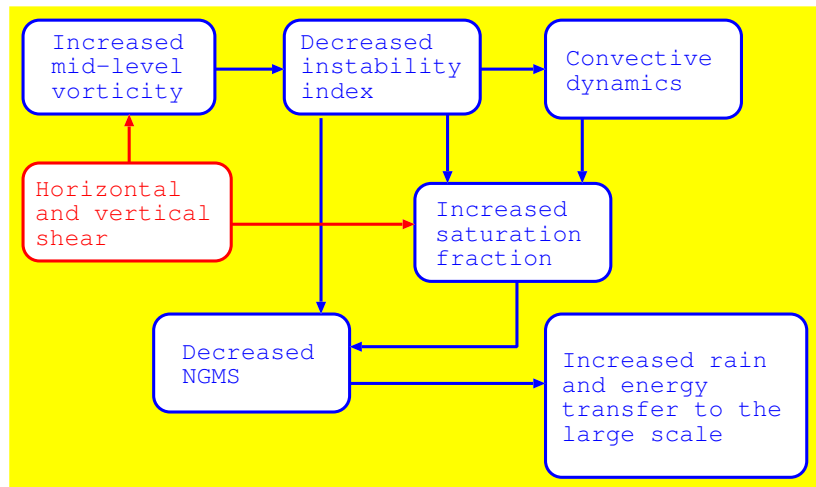 Increased
mid-level
vorticity
Decreased
instability
index
Convective
dynamics
Horizontal
and vertical
shear
Increased
saturation
fraction
Decreased
NGMS
Increased rain
and energy
transfer to the
large scale